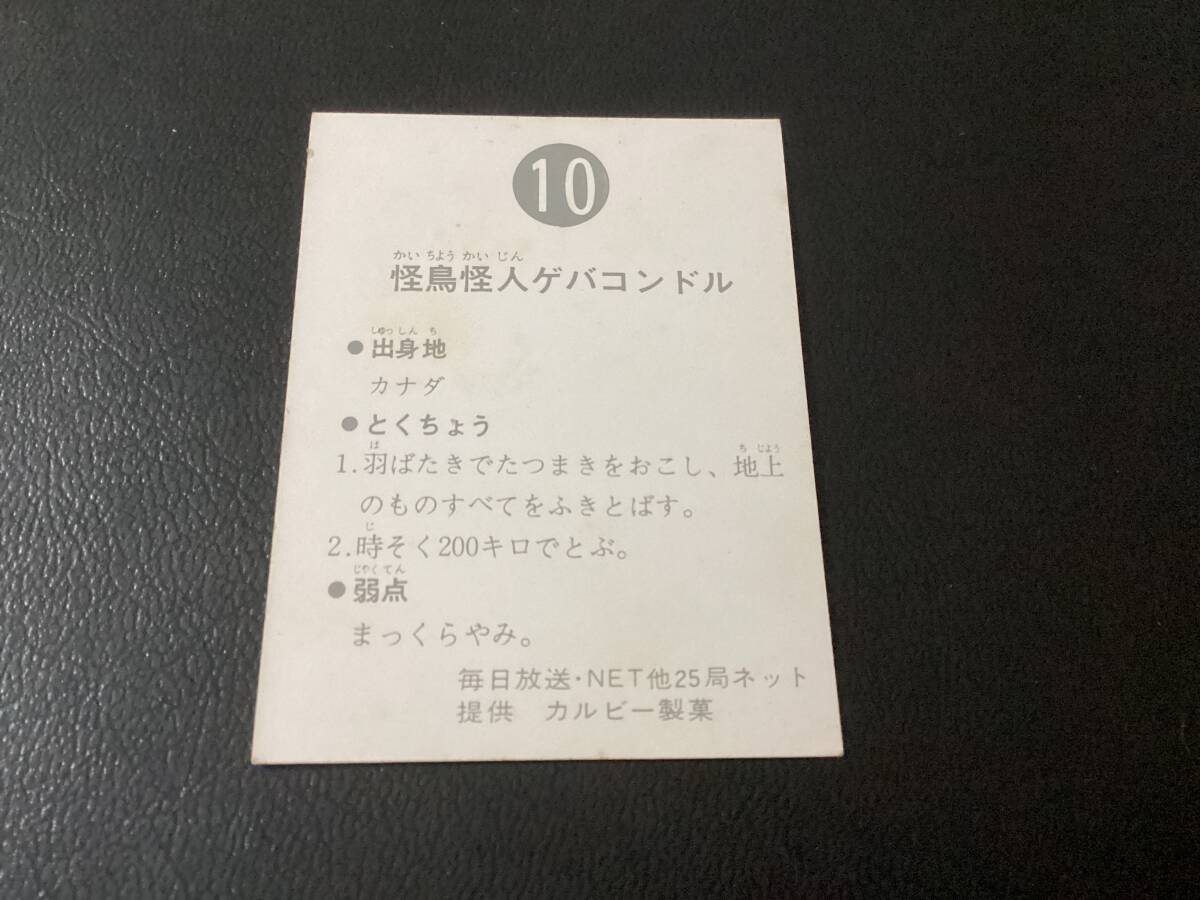 10
かいちようかいじん
怪鳥怪人ゲバコンドル
しゆつしんち
●出身地
カナダ
●とくちょう
は ちじよう
1.羽ばたきでたつまきをおこし、地上
のものすべてをふきとばす。
じ
2.時そく200キロでとぶ。
じやくてん
●弱点
まっくらやみ。
毎日放送・NET他25局ネット
提供 カルビー製菓